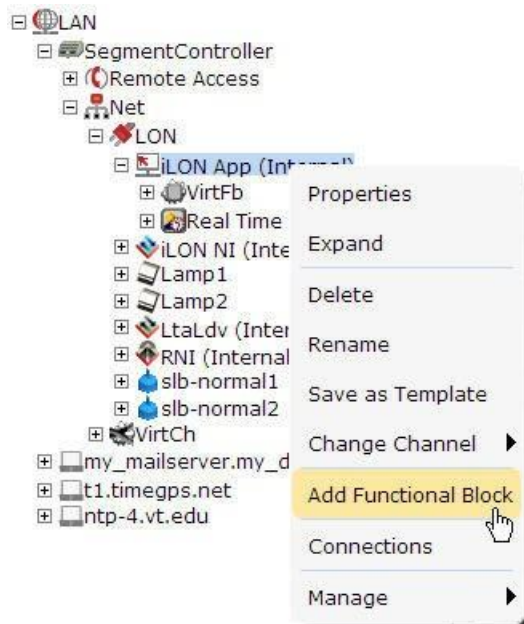 LAN
SegmentController
Remote Access
Net
LON
iLON App (Internal)
VirtFb
Real Time
iLON NI (Inte
Lamp1
Lamp2
LtaLdv (Inter
RNI (Internal
slb-normal1
slb-normal2
VirtCh
my_mailserver.my_d
t1.timegps.net
ntp-4.vt.edu
Properties
Expand
Delete
Rename
Save as Template
Change Channel
Add Functional Block
Connections
Manage